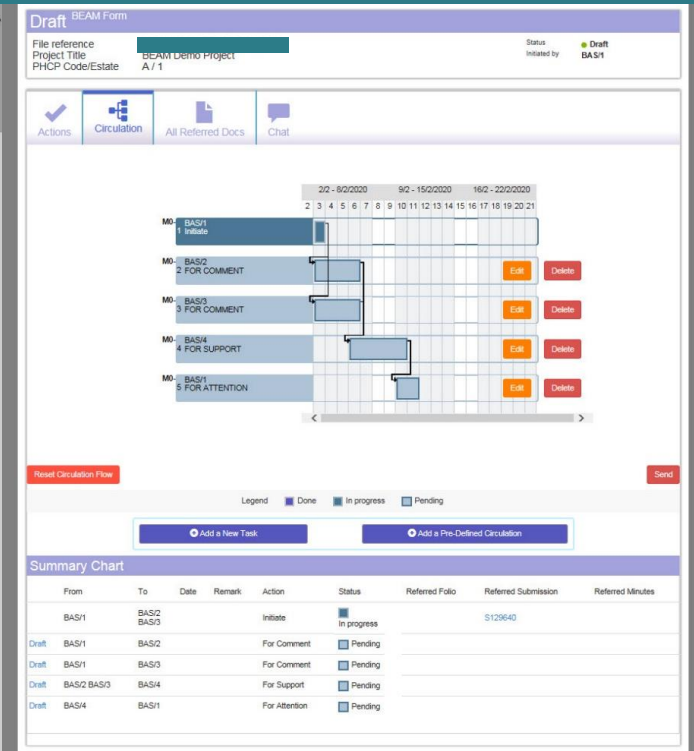 Draft BEAM Form
File reference
Project Title BEAM Demo Project
PHCP Code/Estate A / 1
Status Draft
Initiated by BAS/1
Actions Circulation All Referred Docs Chat
2/2 - 8/2/2020 9/2 - 15/2/2020 16/2 - 22/2/2020
2 3 4 5 6 7 8 9 10 11 12 13 14 15 16 17 18 19 20 21
M0- BAS/1
1 Initiate
M0- BAS/2
2 FOR COMMENT Edit Delete
M0- BAS/3
3 FOR COMMENT Edit Delete
M0- BAS/4
4 FOR SUPPORT Edit Delete
M0- BAS/1
5 FOR ATTENTION Edit Delete
Reset Circulation Flow Send
Legend Done In progress Pending
Add a New Task Add a Pre-Defined Circulation
Summary Chart
From To Date Remark Action Status Referred Folio Referred Submission Referred Minutes
BAS/1 BAS/2 BAS/3 Initiate In progress S129640
Draft BAS/1 BAS/2 For Comment Pending
Draft BAS/1 BAS/3 For Comment Pending
Draft BAS/2 BAS/3 BAS/4 For Support Pending
Draft BAS/4 BAS/1 For Attention Pending